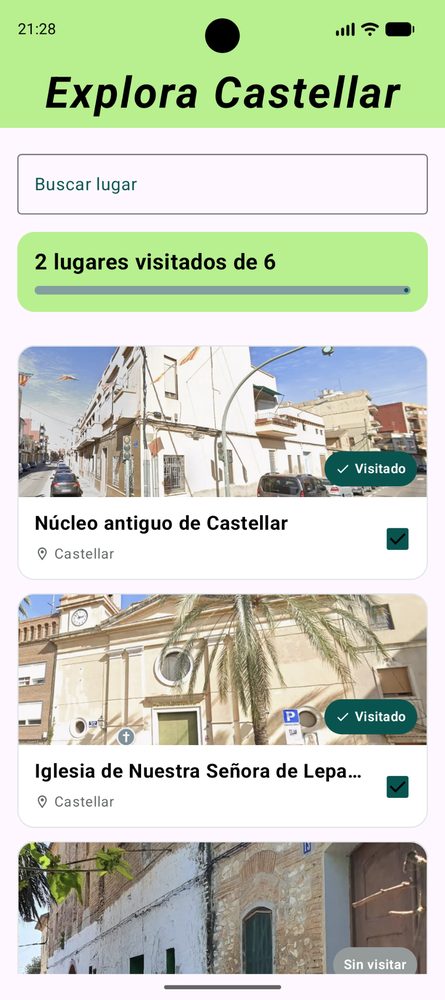 21:28
Explora Castellar
Buscar lugar
2 lugares visitados de 6
Visitado
Núcleo antiguo de Castellar
Castellar
P
Visitado
Iglesia de Nuestra Señora de Lepa...
Castellar
Sin visitar